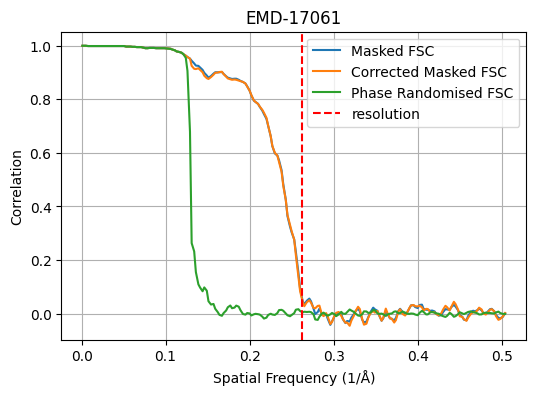 EMD-17061
Masked FSC
Corrected Masked FSC
Phase Randomised FSC
resolution
Correlation
1.0
0.8
0.6
0.4
0.2
0.0
0.0 0.1 0.2 0.3 0.4 0.5
Spatial Frequency (1/Å)